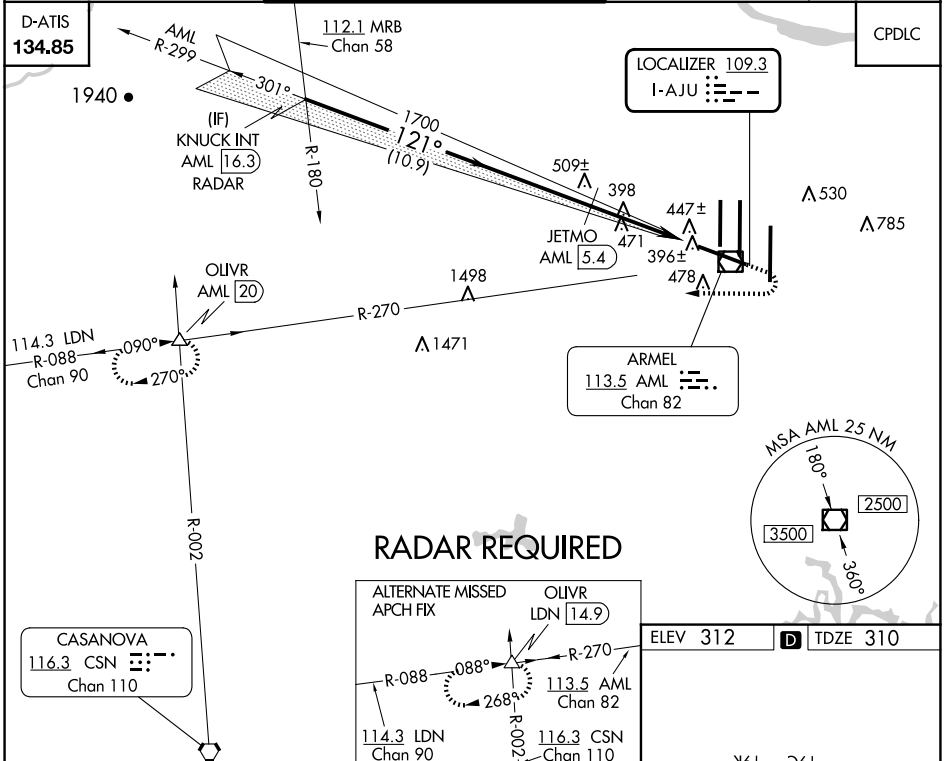 D-ATIS
134.85
CPDLC
AML
R-299
112.1 MRB
Chan 58
LOCALIZER 109.3
I-AJU
1940
301°
(IF)
KNUCK INT
AML 16.3
RADAR
R-180
1700
121°
(10.9)
509±
398
471
447±
396±
478
530
785
JETMO
AML 5.4
OLIVR
AML 20
1498
R-270
1471
114.3 LDN
R-088
Chan 90
090°
270°
ARMEL
113.5 AML
Chan 82
MSA AML 25 NM
180°
2500
3500
360°
R-002
RADAR REQUIRED
CASANOVA
116.3 CSN
Chan 110
ALTERNATE MISSED
APCH FIX
OLIVR
LDN 14.9
R-088
088°
R-270
268°
113.5 AML
Chan 82
R-002
114.3 LDN
Chan 90
116.3 CSN
Chan 110
ELEV 312
D
TDZE 310